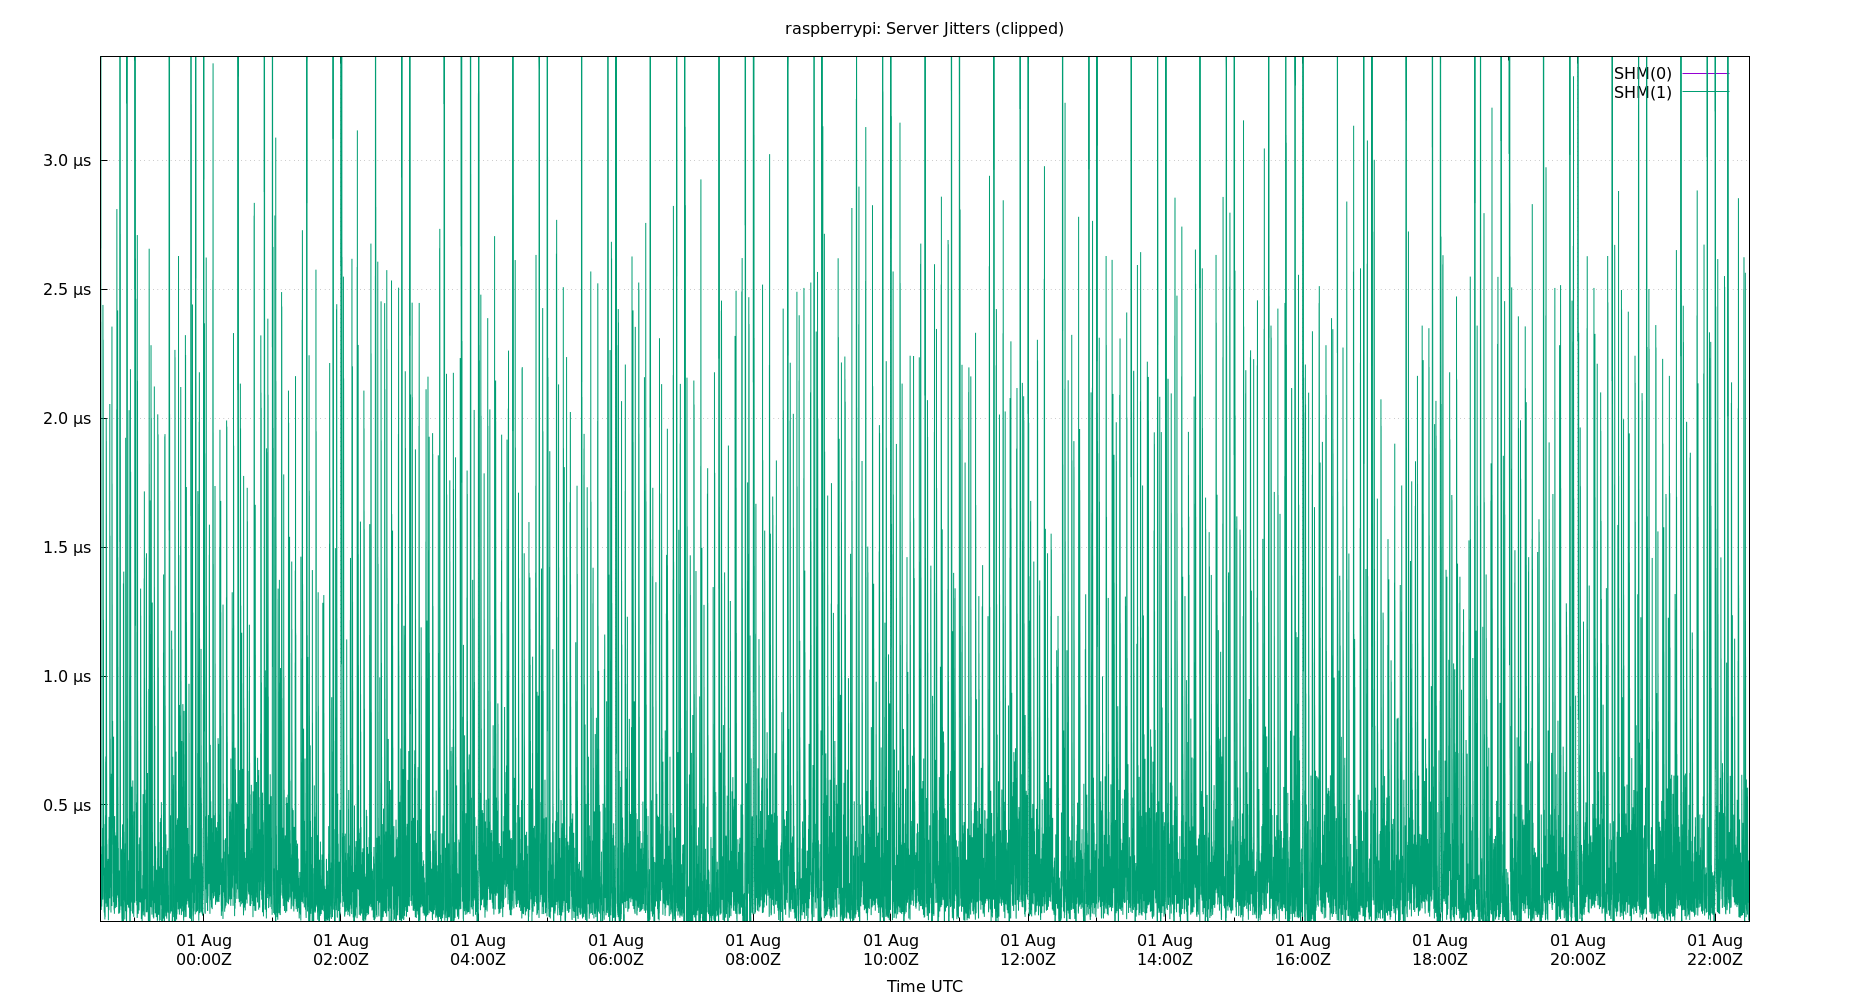 raspberrypi: Server Jitters (clipped)
SHM(0)
SHM(1)
3.0 µs
2.5 µs
2.0 µs
1.5 µs
1.0 µs
0.5 µs
01 Aug 01 Aug 01 Aug 01 Aug 01 Aug 01 Aug 01 Aug 01 Aug 01 Aug 01 Aug 01 Aug 01 Aug
00:00Z 02:00Z 04:00Z 06:00Z 08:00Z 10:00Z 12:00Z 14:00Z 16:00Z 18:00Z 20:00Z 22:00Z
Time UTC